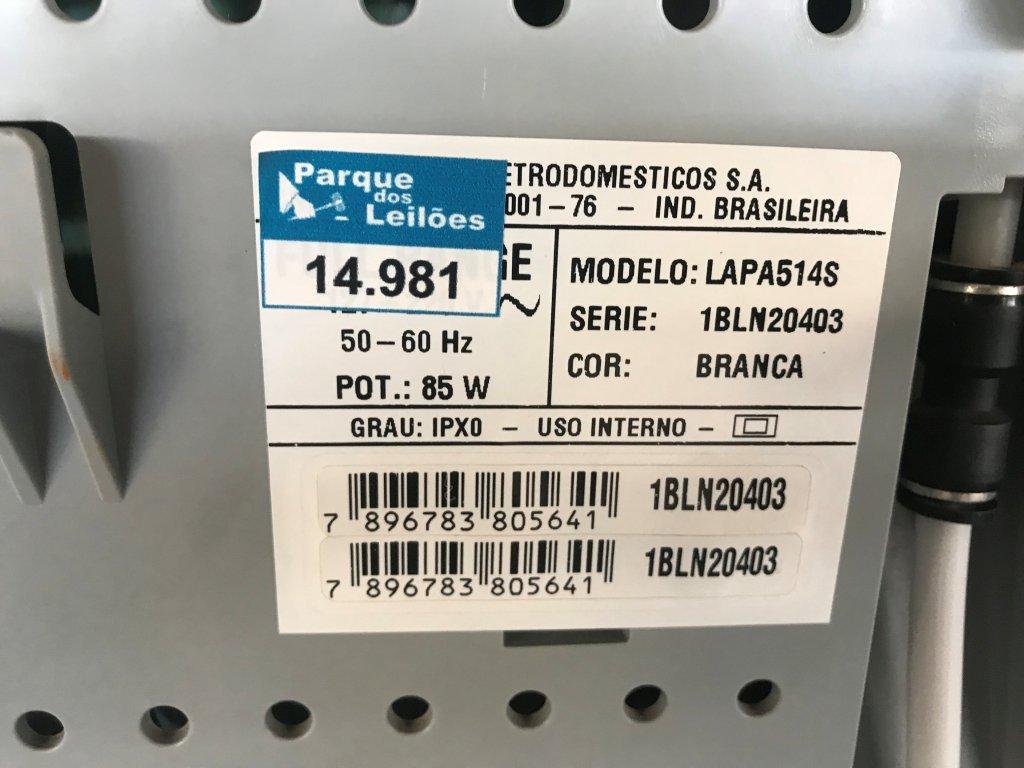 Parque
dos
Leilões
14.981
ETRODOMESTICOS S.A.
001-76 - IND. BRASILEIRA
50-60 Hz
POT.: 85 W
MODELO: LAPA514S
SERIE: 1BLN20403
COR: BRANCA
GRAU: IPX0 - USO INTERNO -
7 896783 805641 1BLN20403
7 896783 805641 1BLN20403